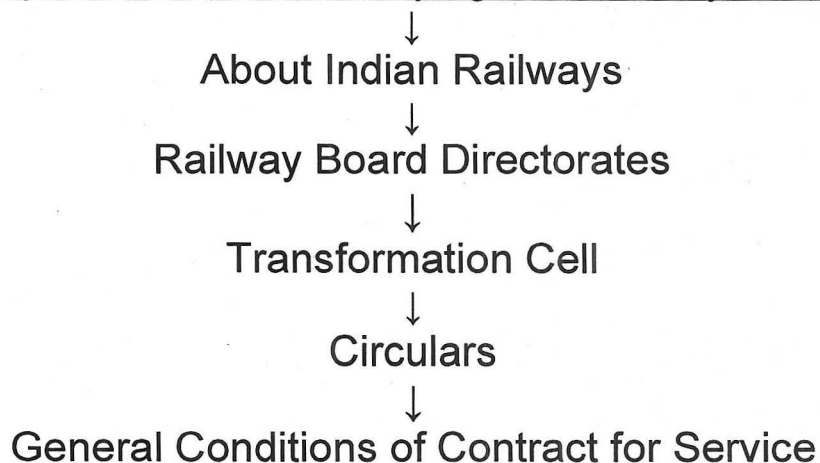 ↓
About Indian Railways
↓
Railway Board Directorates
↓
Transformation Cell
↓
Circulars
↓
General Conditions of Contract for Service